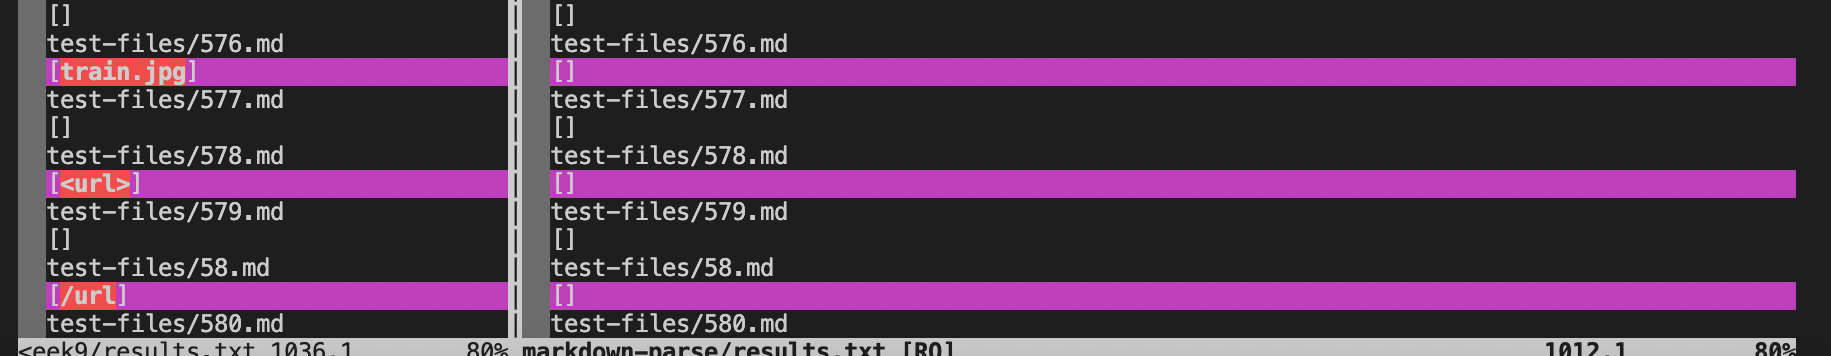 []
test-files/576.md
[train.jpg]
test-files/577.md
[]
test-files/578.md
[<url>]
test-files/579.md
[]
test-files/58.md
[/url]
test-files/580.md
<eek9/results.txt 1036,1 80%
[]
test-files/576.md
[]
test-files/577.md
[]
test-files/578.md
[]
test-files/579.md
[]
test-files/58.md
[]
test-files/580.md
markdown-parse/results.txt [RO] 1012,1 80%